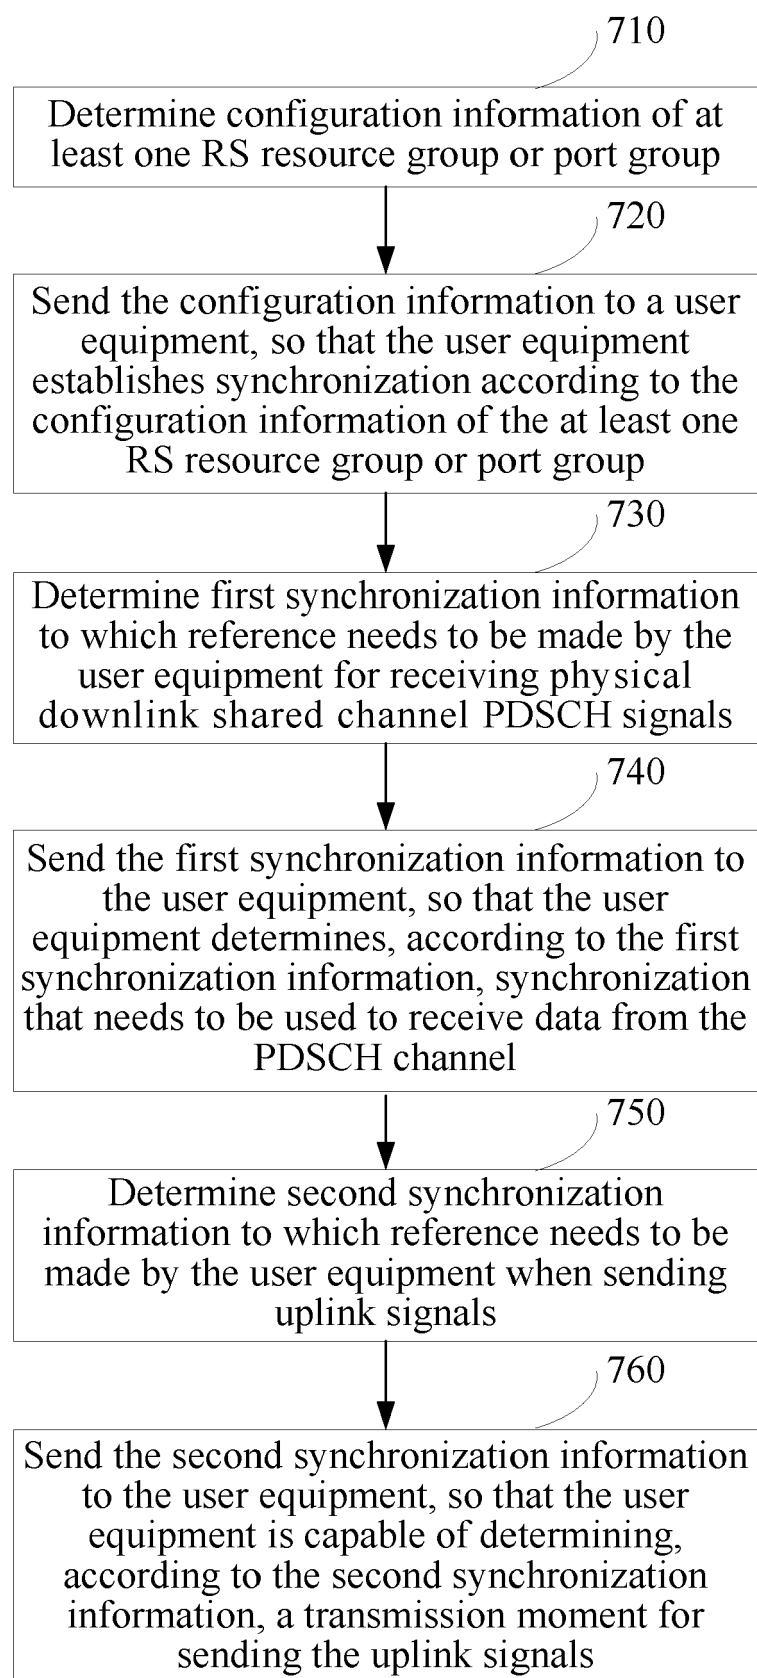 710
Determine configuration information of at
least one RS resource group or port group
720
Send the configuration information to a user
equipment, so that the user equipment
establishes synchronization according to the
configuration information of the at least one
RS resource group or port group
730
Determine first synchronization information
to which reference needs to be made by the
user equipment for receiving physical
downlink shared channel PDSCH signals
740
Send the first synchronization information to
the user equipment, so that the user
equipment determines, according to the first
synchronization information, synchronization
that needs to be used to receive data from the
PDSCH channel
750
Determine second synchronization
information to which reference needs to be
made by the user equipment when sending
uplink signals
760
Send the second synchronization information
to the user equipment, so that the user
equipment is capable of determining,
according to the second synchronization
information, a transmission moment for
sending the uplink signals